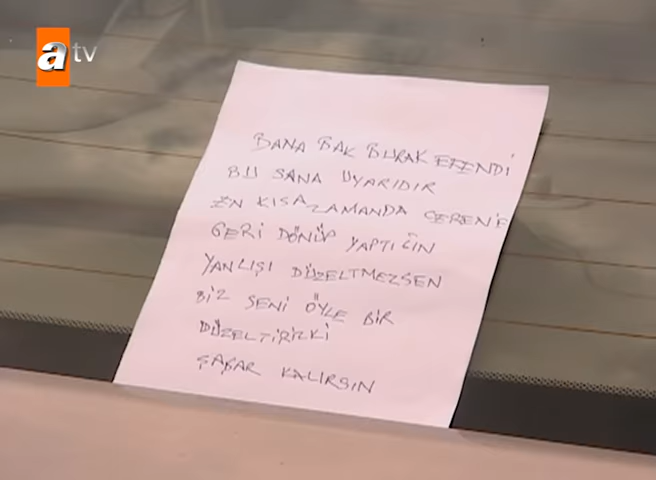 atv
BANA BAK BURAK EFENDİ
BU SANA UYARIDIR
EN KISA ZAMANDA CEREN'E
GERİ DÖNÜP YAPTIĞIN
YANLIŞI DÜZELTMEZSEN
BİZ SENİ ÖYLE BİR
DÜZELTİRİZKİ
ŞAŞAR KALIRSIN